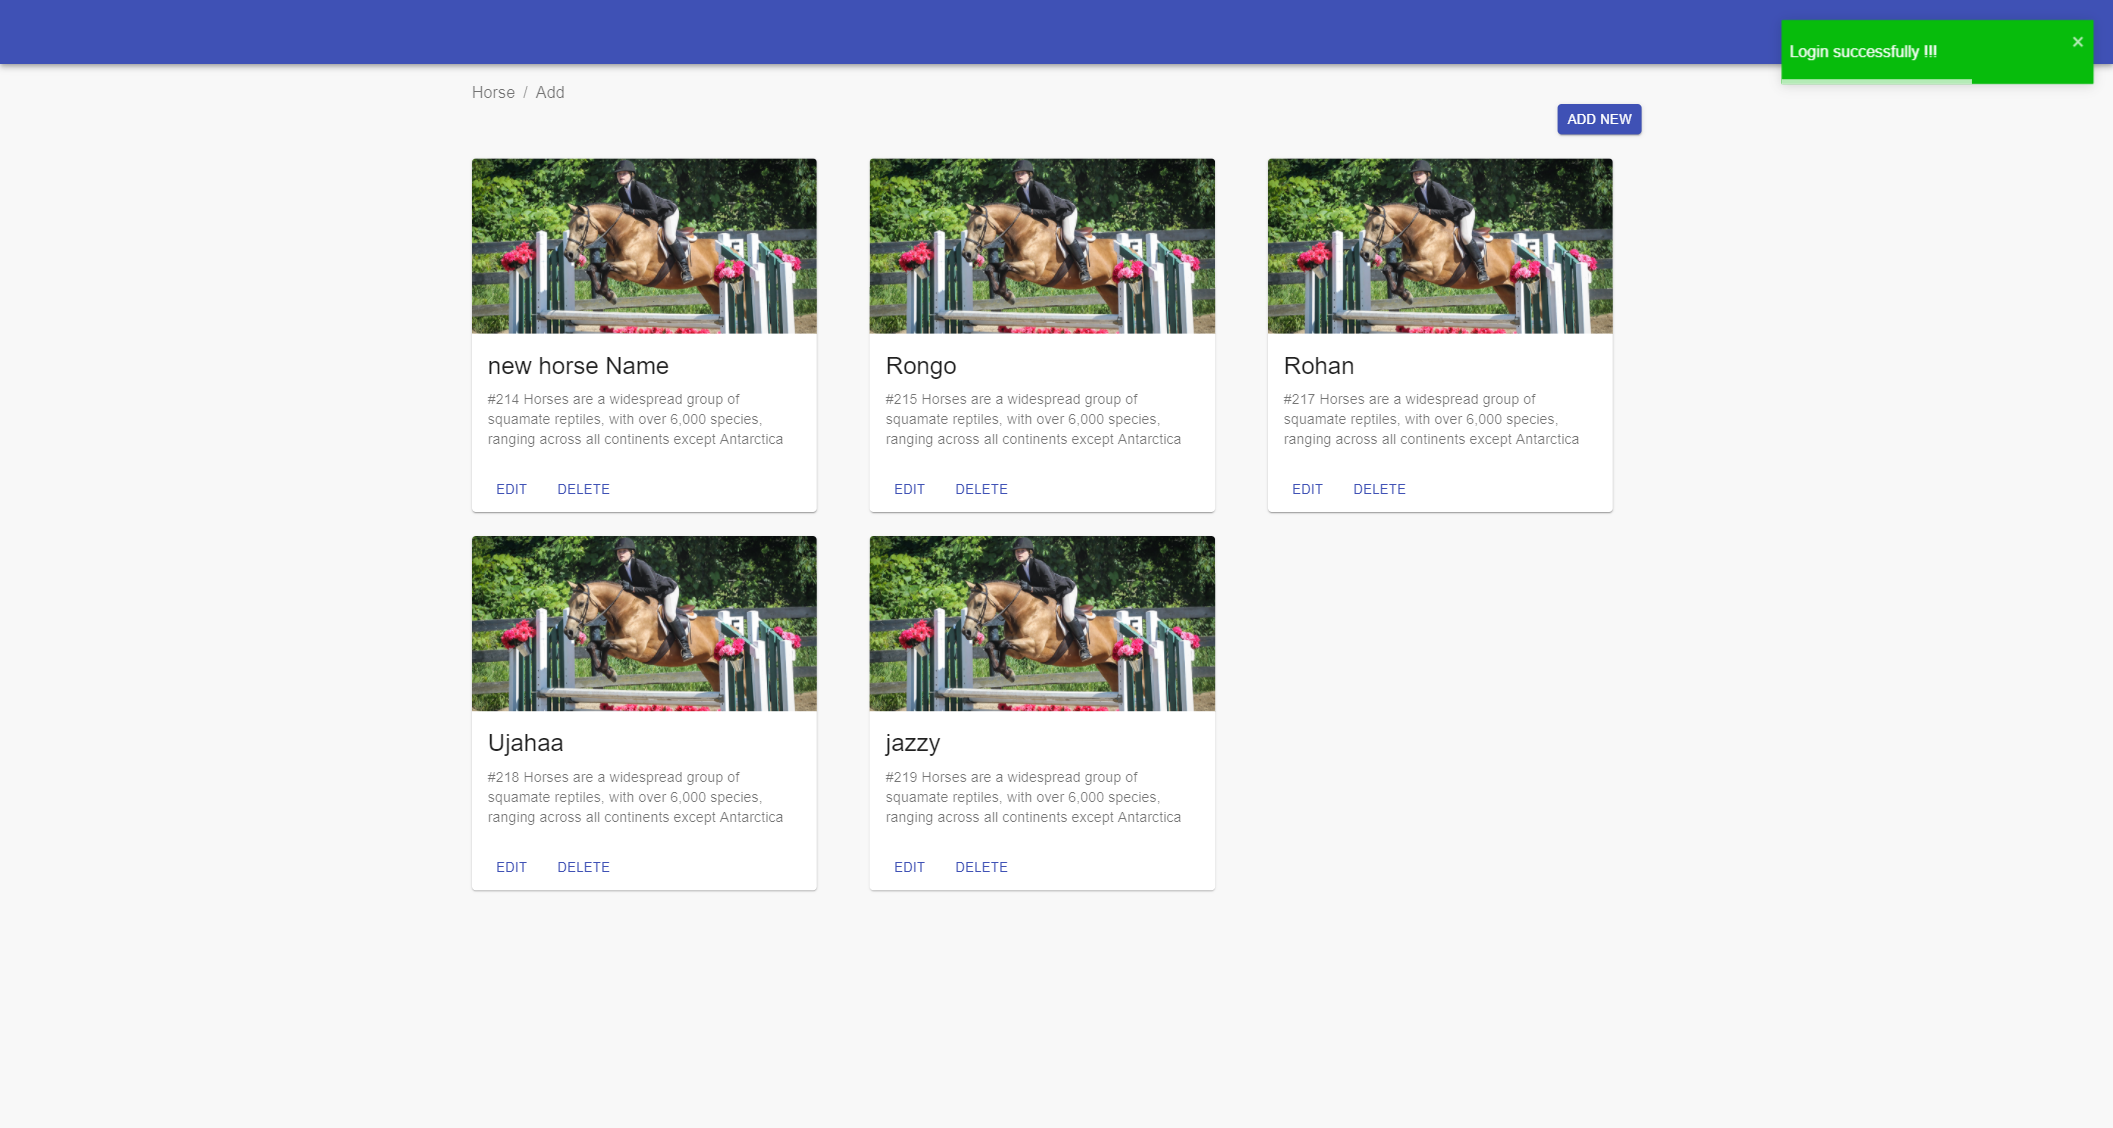 Login successfully !!!
×
Horse / Add
ADD NEW
new horse Name
#214 Horses are a widespread group of
squamate reptiles, with over 6,000 species,
ranging across all continents except Antarctica
EDIT DELETE
Rongo
#215 Horses are a widespread group of
squamate reptiles, with over 6,000 species,
ranging across all continents except Antarctica
EDIT DELETE
Rohan
#217 Horses are a widespread group of
squamate reptiles, with over 6,000 species,
ranging across all continents except Antarctica
EDIT DELETE
Ujahaa
#218 Horses are a widespread group of
squamate reptiles, with over 6,000 species,
ranging across all continents except Antarctica
EDIT DELETE
jazzy
#219 Horses are a widespread group of
squamate reptiles, with over 6,000 species,
ranging across all continents except Antarctica
EDIT DELETE